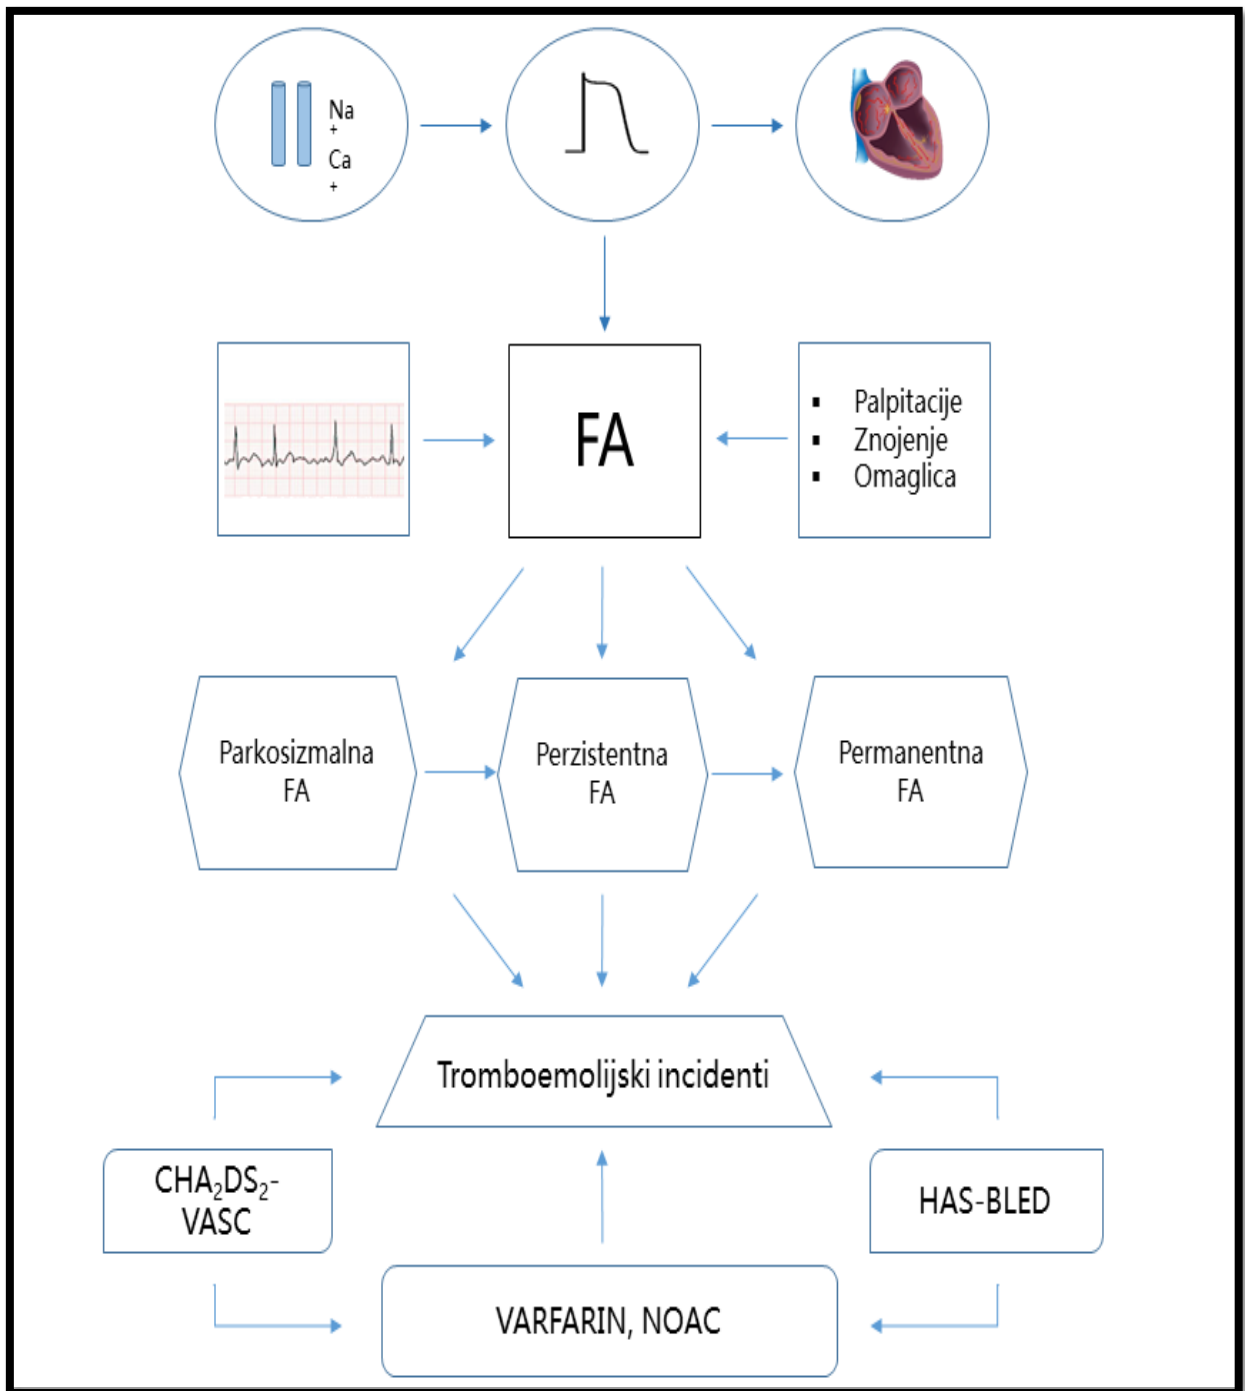 Na
+
Ca
+
FA
▪ Palpitacije
▪ Znojenje
▪ Omaglica
Parkosizmalna
FA
Perzistentna
FA
Permanentna
FA
Tromboemolijski incidenti
CHA₂DS₂-
VASC
HAS-BLED
VARFARIN, NOAC